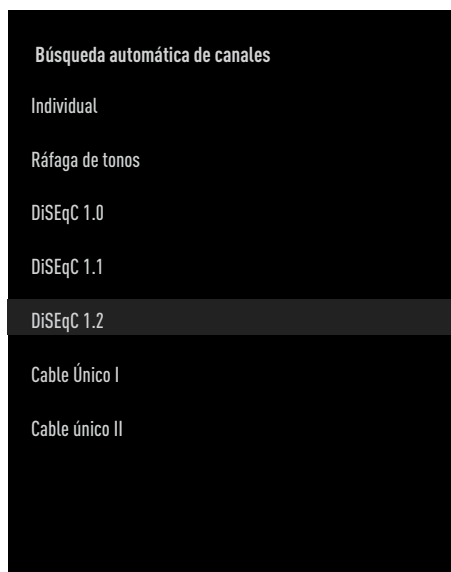 Búsqueda automática de canales
Individual
Ráfaga de tonos
DiSEqC 1.0
DiSEqC 1.1
DiSEqC 1.2
Cable Único I
Cable único II